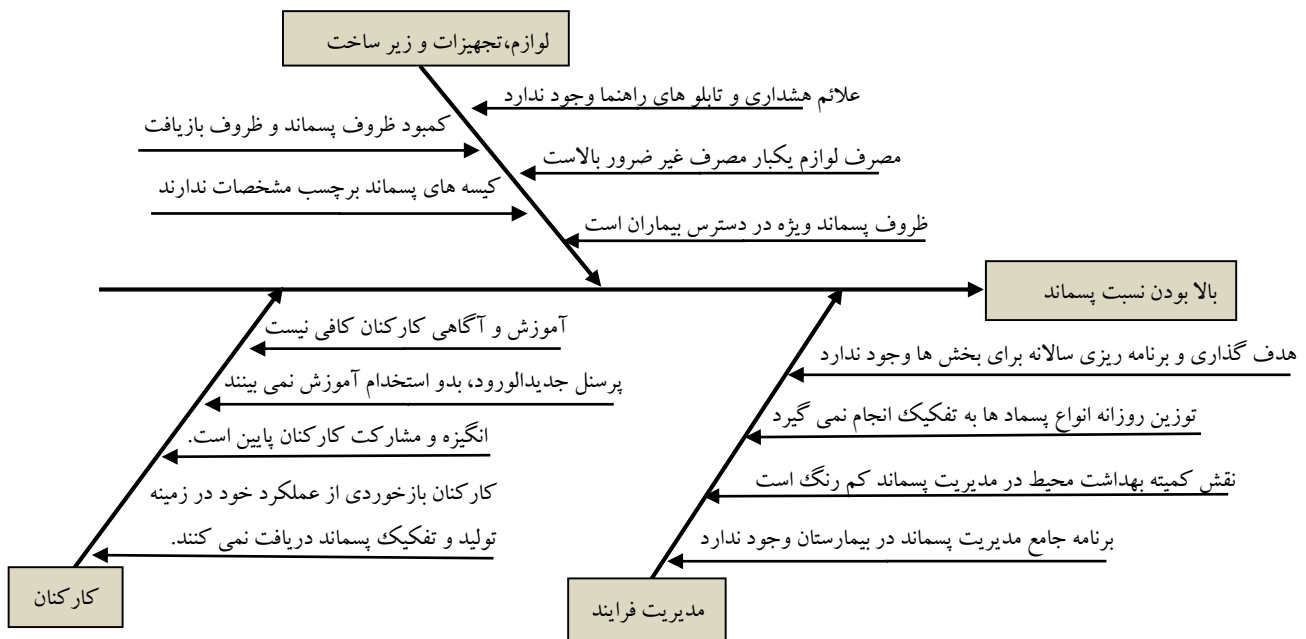 لوازم،تجهیزات و زیر ساخت
علائم هشداری و تابلو های راهنما وجود ندارد
کمبود ظروف پسماند و ظروف بازیافت
مصرف لوازم یکبار مصرف غیر ضرور بالاست
کیسه های پسماند برچسب مشخصات ندارند
ظروف پسماند ویژه در دسترس بیماران است
بالا بودن نسبت پسماند
آموزش و آگاهی کارکنان کافی نیست
پرسنل جدیدالورود، بدو استخدام آموزش نمی بینند
انگیزه و مشارکت کارکنان پایین است.
کارکنان بازخوردی از عملکرد خود در زمینه
تولید و تفکیک پسماند دریافت نمی کنند.
کارکنان
هدف گذاری و برنامه ریزی سالانه برای بخش ها وجود ندارد
توزین روزانه انواع پسماد ها به تفکیک انجام نمی گیرد
نقش کمیته بهداشت محیط در مدیریت پسماند کم رنگ است
برنامه جامع مدیریت پسماند در بیمارستان وجود ندارد
مدیریت فرایند